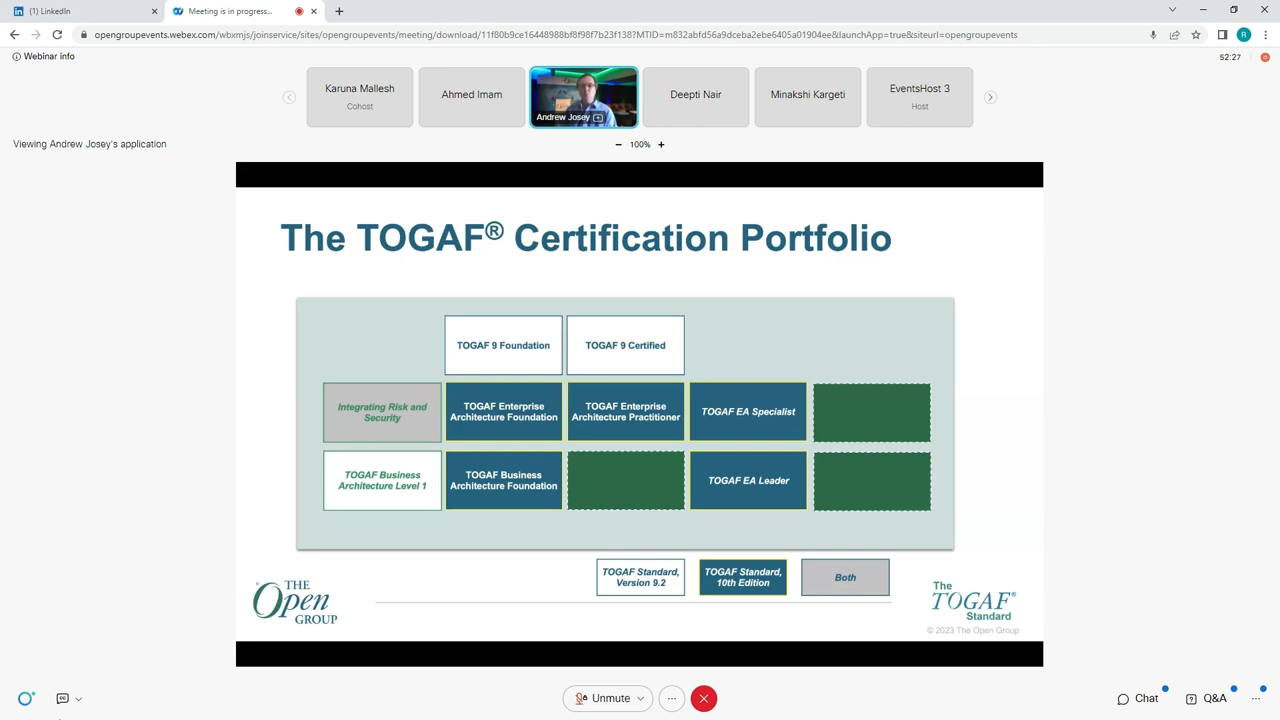 (1) LinkedIn
Meeting is in progress...
opengroupevents.webex.com/wbxmjs/joinservice/sites/opengroupevents/meeting/download/11f80b9ce16448988bf8f98f7b23f138?MTID=m832abfd56a9dceba2ebe6405a01904ee&launchApp=true&siteurl=opengroupevents
R
Webinar info
52:27
Karuna Mallesh
Cohost
Ahmed Imam
Andrew Josey
Deepti Nair
Minakshi Kargeti
EventsHost 3
Host
Viewing Andrew Josey's application
− 100% +
The TOGAF® Certification Portfolio
TOGAF 9 Foundation
TOGAF 9 Certified
Integrating Risk and
Security
TOGAF Enterprise
Architecture Foundation
TOGAF Enterprise
Architecture Practitioner
TOGAF EA Specialist
TOGAF Business
Architecture Level 1
TOGAF Business
Architecture Foundation
TOGAF EA Leader
TOGAF Standard,
Version 9.2
TOGAF Standard,
10th Edition
Both
THE
Open
GROUP
The
TOGAF®
Standard
© 2023 The Open Group
Unmute
Chat
Q&A